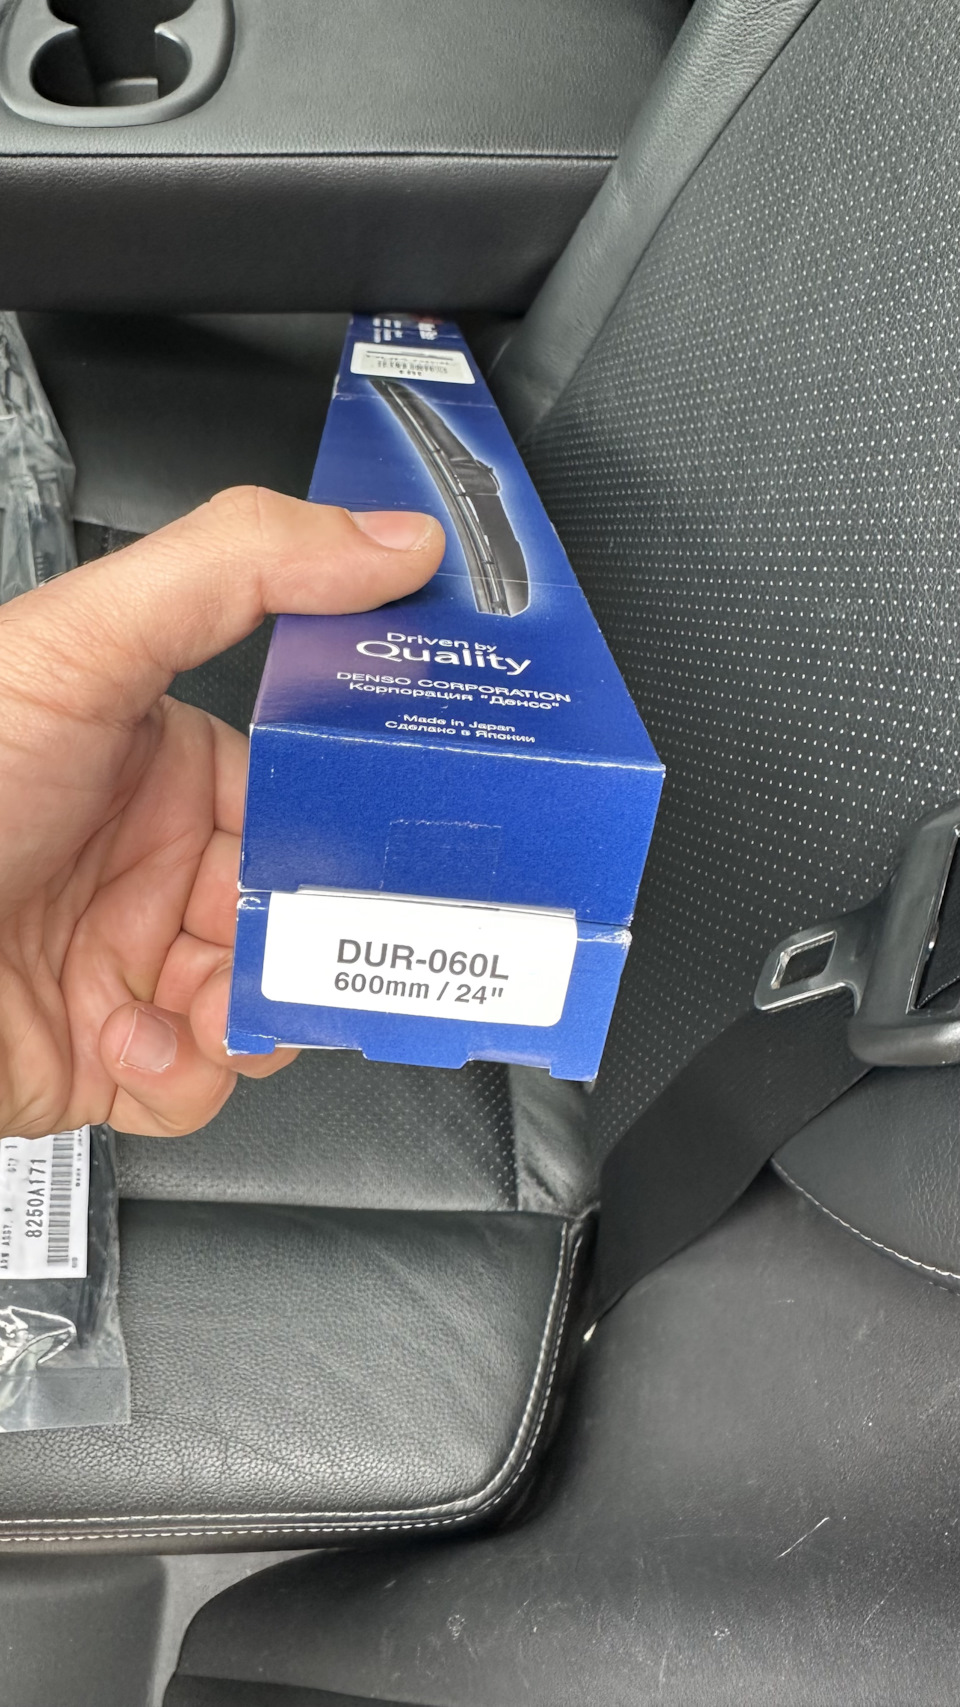 Driven by
Quality
DENSO CORPORATION
Корпорация "Денсо"
Made in Japan
Сделано в Японии
DUR-060L
600mm / 24"
8250A171